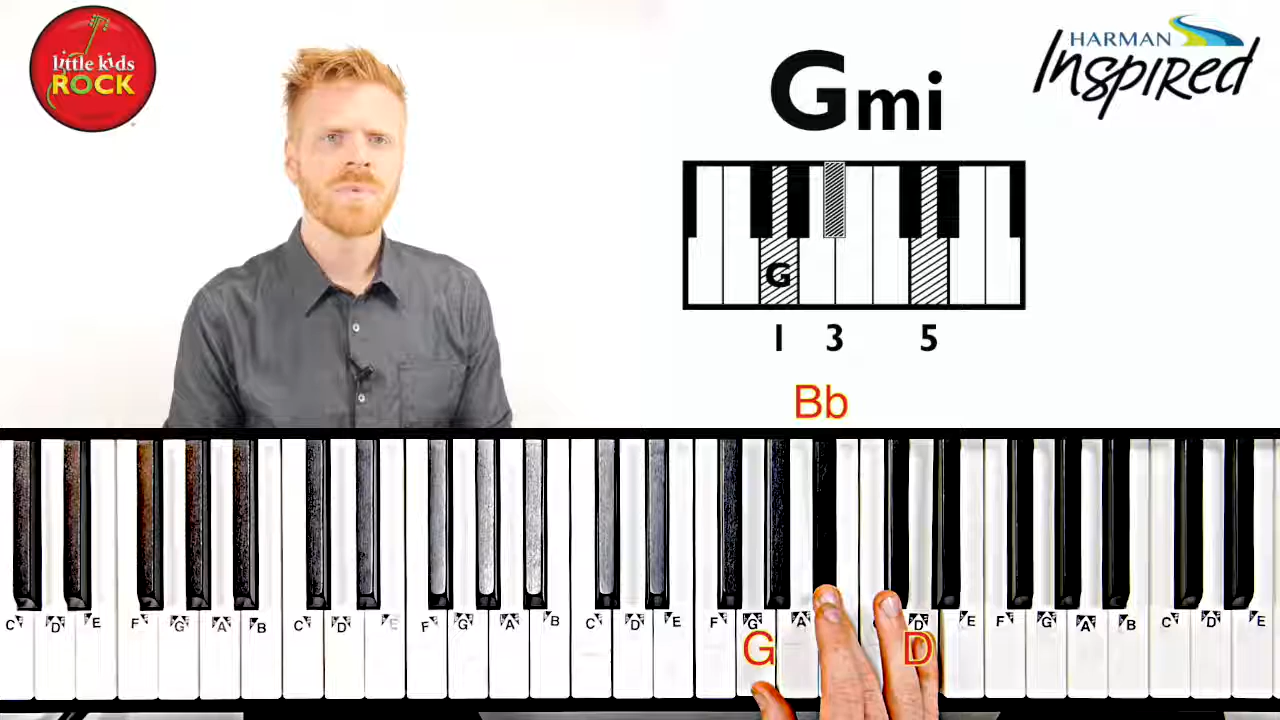 little kids
ROCK
HARMAN
Inspired
Gmi
G
1 3 5
Bb
C D E F G A B C D E F G A B C D E F G A D E F G A B C D E
G D